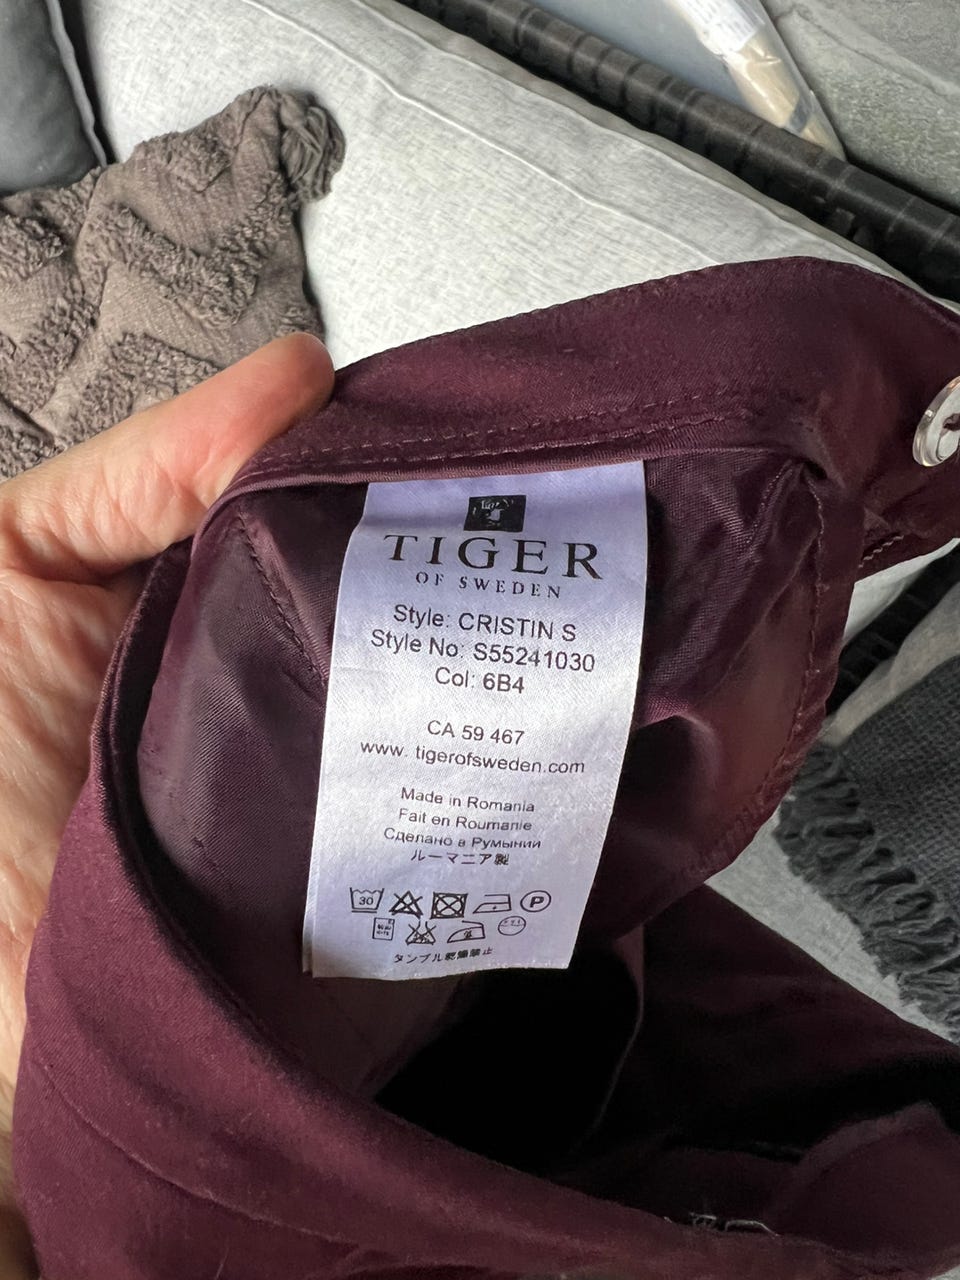 TIGER
OF SWEDEN
Style: CRISTIN S
Style No: S55241030
Col: 6B4
CA 59 467
www. tigerofsweden.com
Made in Romania
Fait en Roumanie
Сделано в Румынии
ルーマニア製
30 P
タンブル乾燥禁止